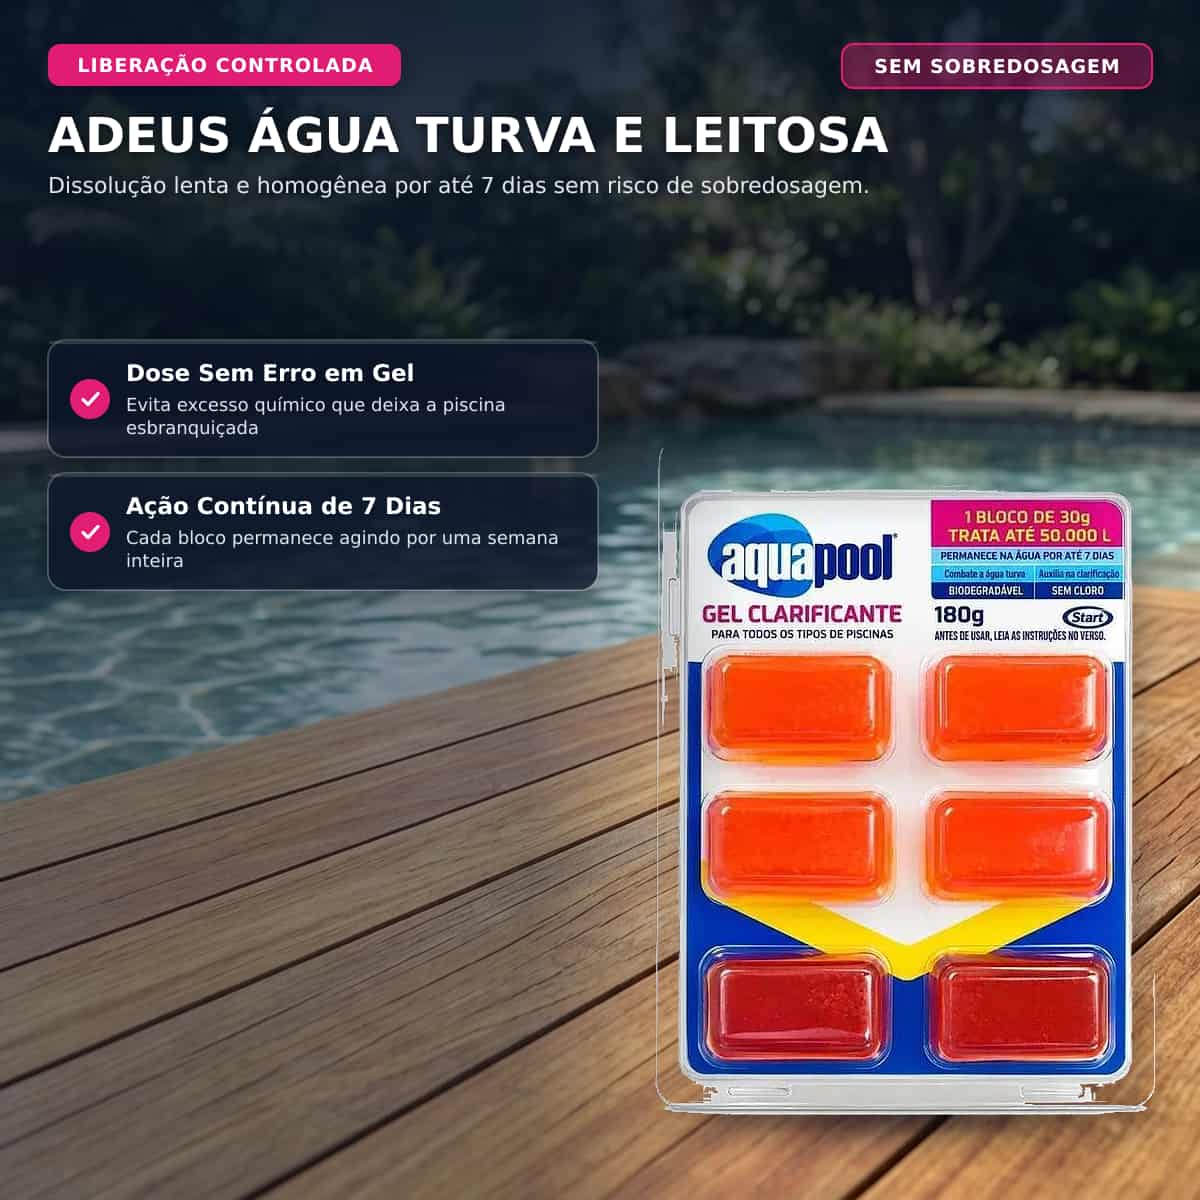 LIBERAÇÃO CONTROLADA
SEM SOBREDOSAGEM
ADEUS ÁGUA TURVA E LEITOSA
Dissolução lenta e homogênea por até 7 dias sem risco de sobredosagem.
Dose Sem Erro em Gel
Evita excesso químico que deixa a piscina
esbranquiçada
Ação Contínua de 7 Dias
Cada bloco permanece agindo por uma semana
inteira
aquapool
GEL CLARIFICANTE
PARA TODOS OS TIPOS DE PISCINAS
1 BLOCO DE 30g
TRATA ATÉ 50.000 L
PERMANECE NA ÁGUA POR ATÉ 7 DIAS
Combate a água turva
Auxilia na clarificação
BIODEGRADÁVEL
SEM CLORO
180g
Start
ANTES DE USAR, LEIA AS INSTRUÇÕES NO VERSO.